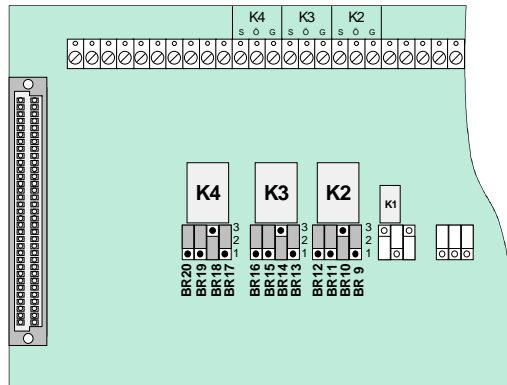 K4 K3 K2
S Ö G S Ö G S Ö G
K4 K3 K2 K1
3 3 3
2 2 2
1 1 1
BR20 BR19 BR18 BR17 BR16 BR15 BR14 BR13 BR12 BR11 BR10 BR 9